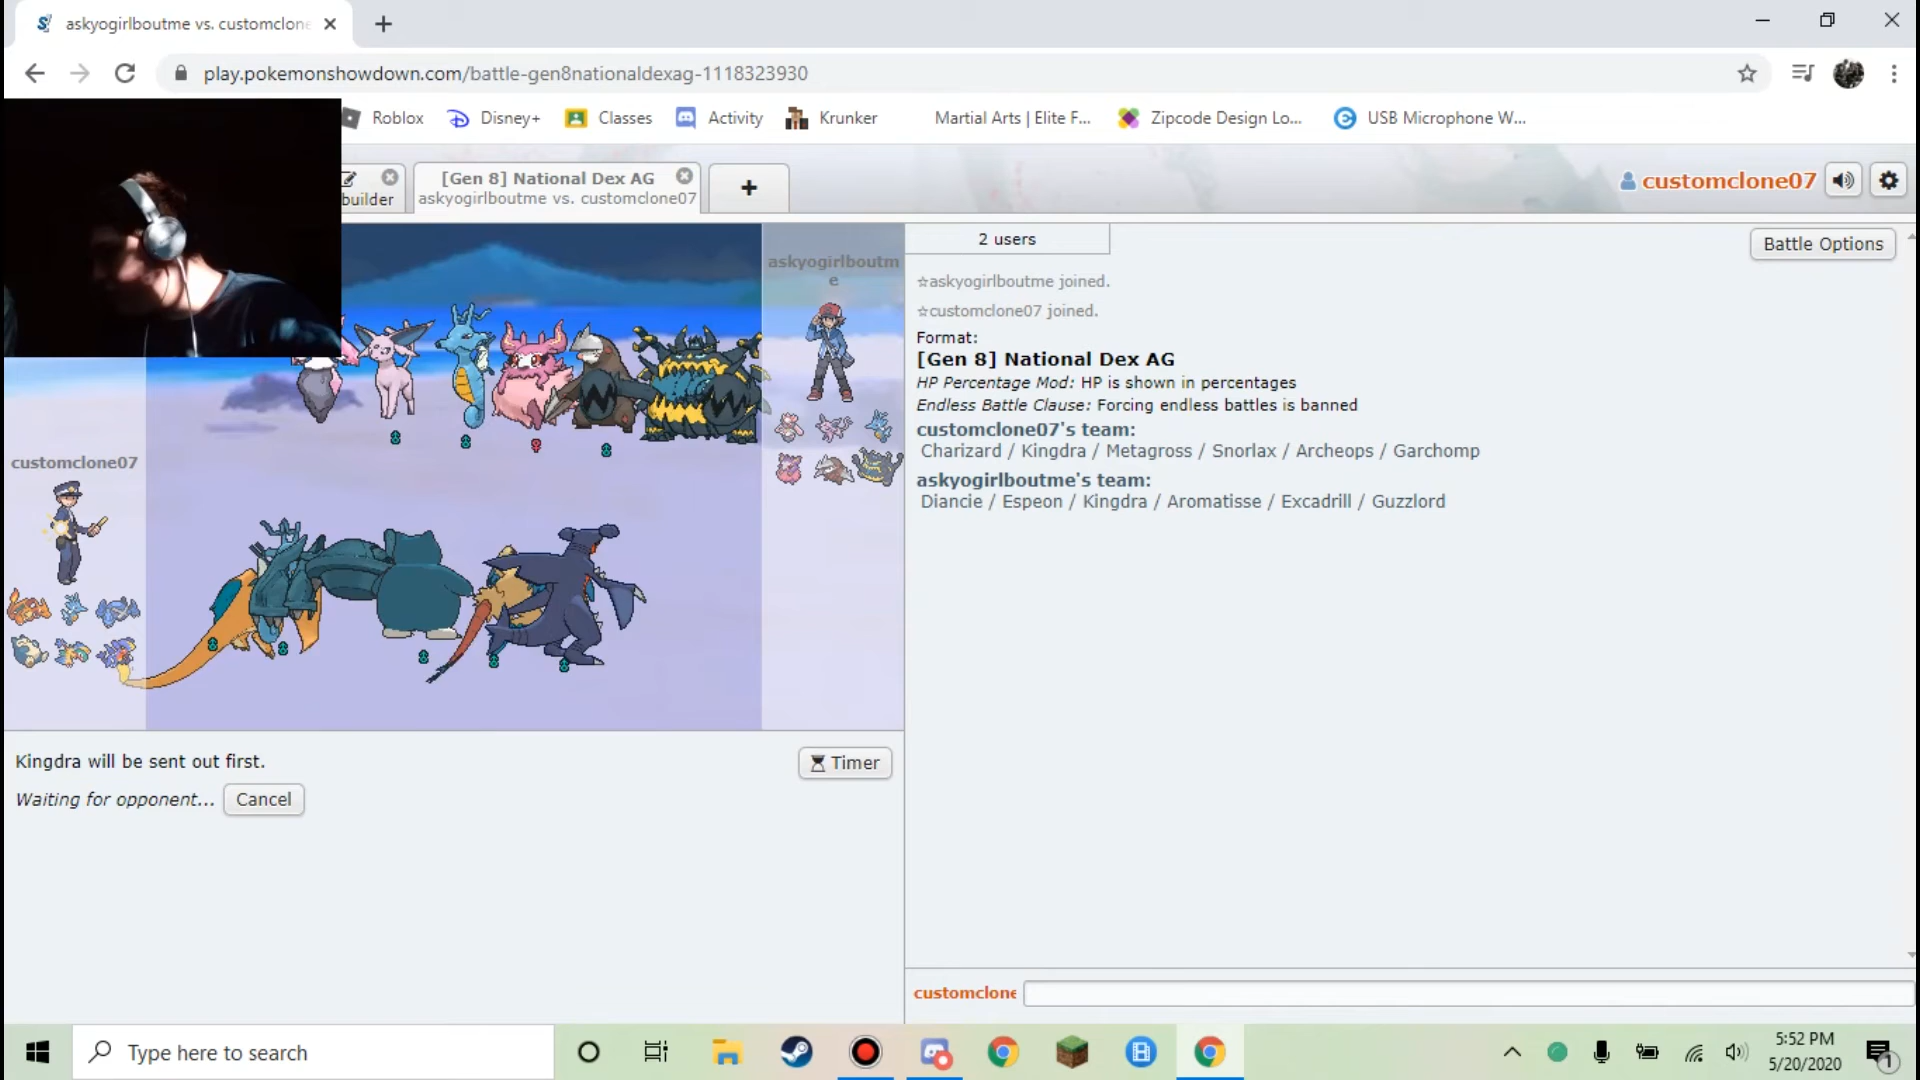 askyogirlboutme vs. customclone
play.pokemonshowdown.com/battle-gen8nationaldexag-1118323930
Roblox Disney+ Classes Activity Krunker Martial Arts | Elite F... Zipcode Design Lo... USB Microphone W...
builder
[Gen 8] National Dex AG
askyogirlboutme vs. customclone07
customclone07
2 users
Battle Options
askyogirlboutm
e
☆askyogirlboutme joined.
☆customclone07 joined.
Format:
[Gen 8] National Dex AG
HP Percentage Mod: HP is shown in percentages
Endless Battle Clause: Forcing endless battles is banned
customclone07's team:
Charizard / Kingdra / Metagross / Snorlax / Archeops / Garchomp
askyogirlboutme's team:
Diancie / Espeon / Kingdra / Aromatisse / Excadrill / Guzzlord
customclone07
Kingdra will be sent out first.
Timer
Waiting for opponent... Cancel
customclone
Type here to search
5:52 PM
5/20/2020
1